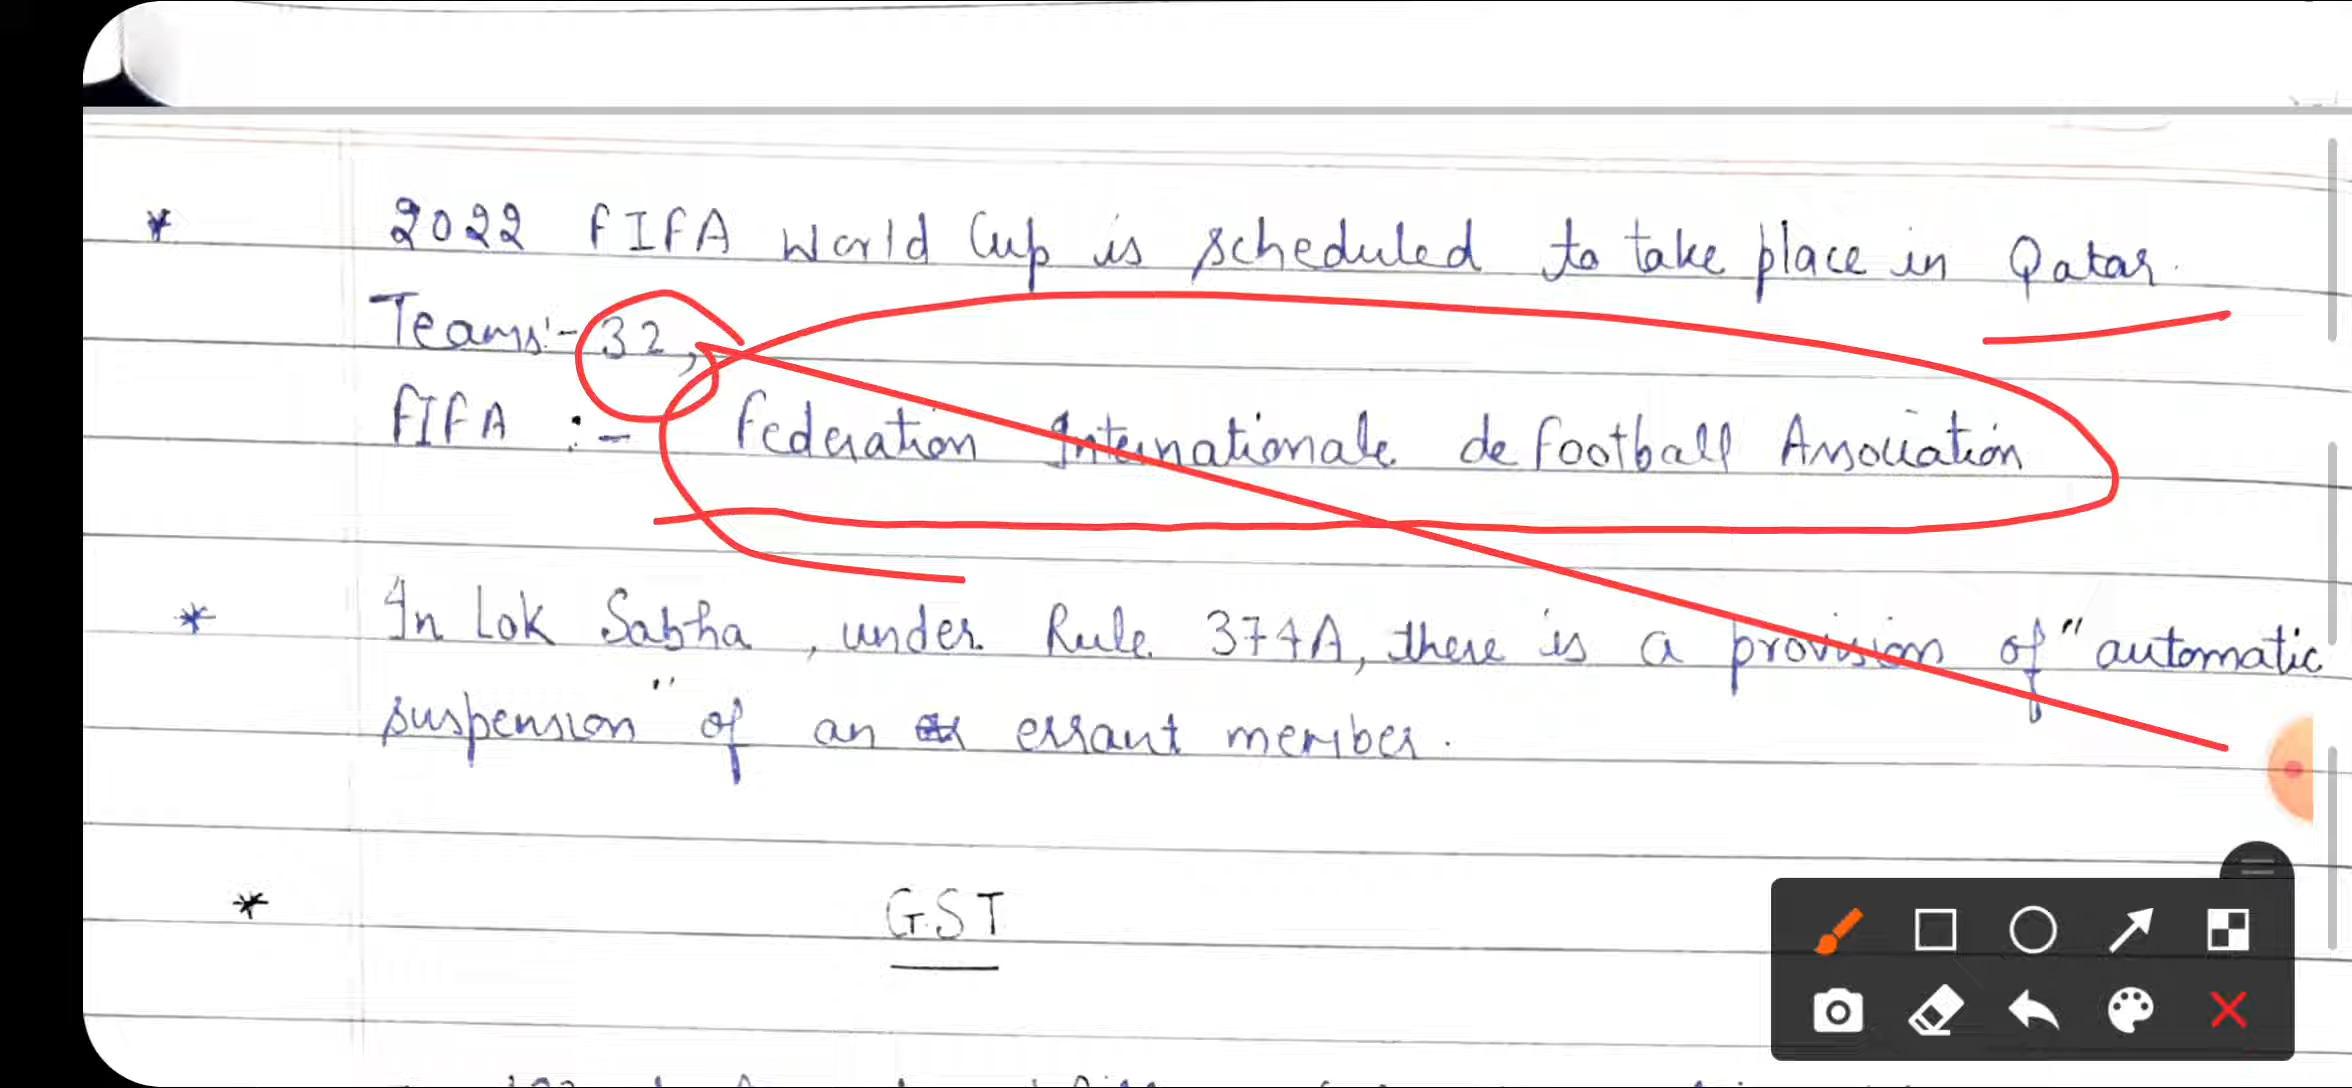 * 2022 FIFA World Cup is scheduled to take place in Qatar.
Teams:- 32,
FIFA :- Federation Internationale de Football Association
* In Lok Sabha, under Rule 374A, there is a provision of "automatic
suspension" of an errant member.
* GST